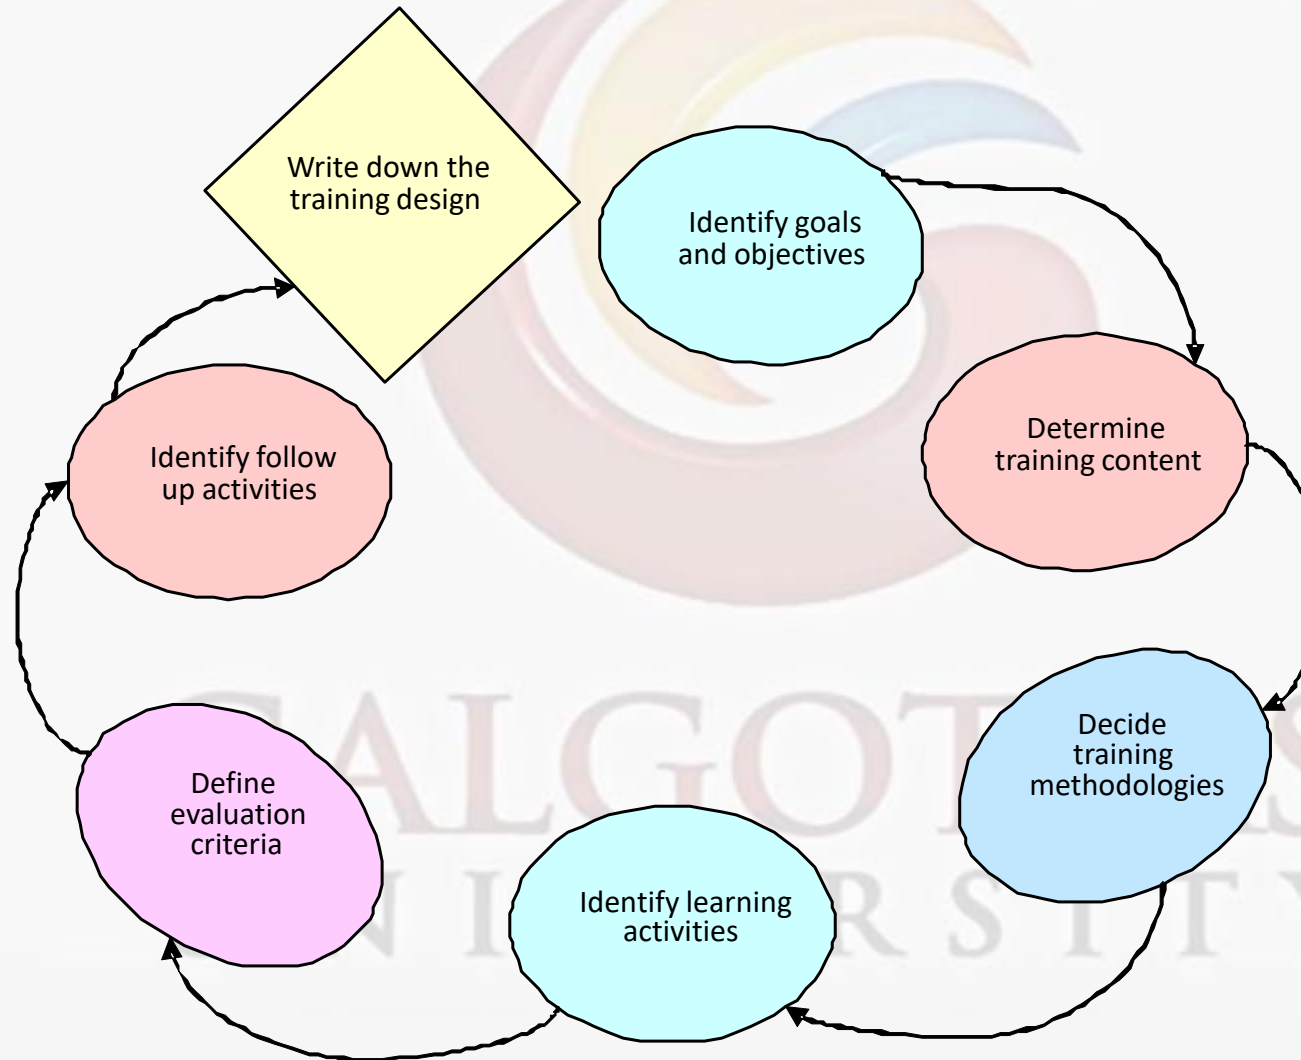 Write down the
training design
Identify goals
and objectives
Determine
training content
Decide
training
methodologies
Identify learning
activities
Define
evaluation
criteria
Identify follow
up activities